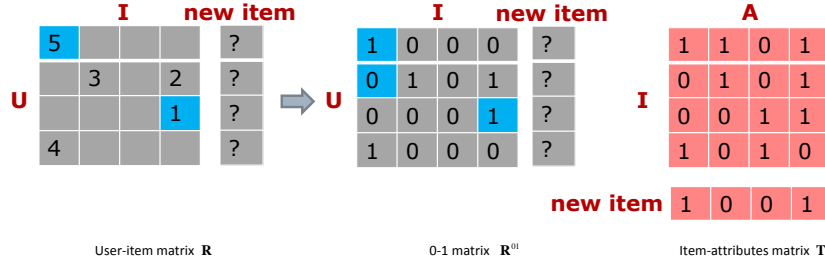 I new item I new item A
5 ? 1 0 0 0 ? 1 1 0 1
3 2 ? 0 1 0 1 ? 0 1 0 1
U 1 ? U 0 0 0 1 ? I 0 0 1 1
4 ? 1 0 0 0 ? 1 0 1 0
new item 1 0 0 1
User-item matrix R 0-1 matrix R01 Item-attributes matrix T